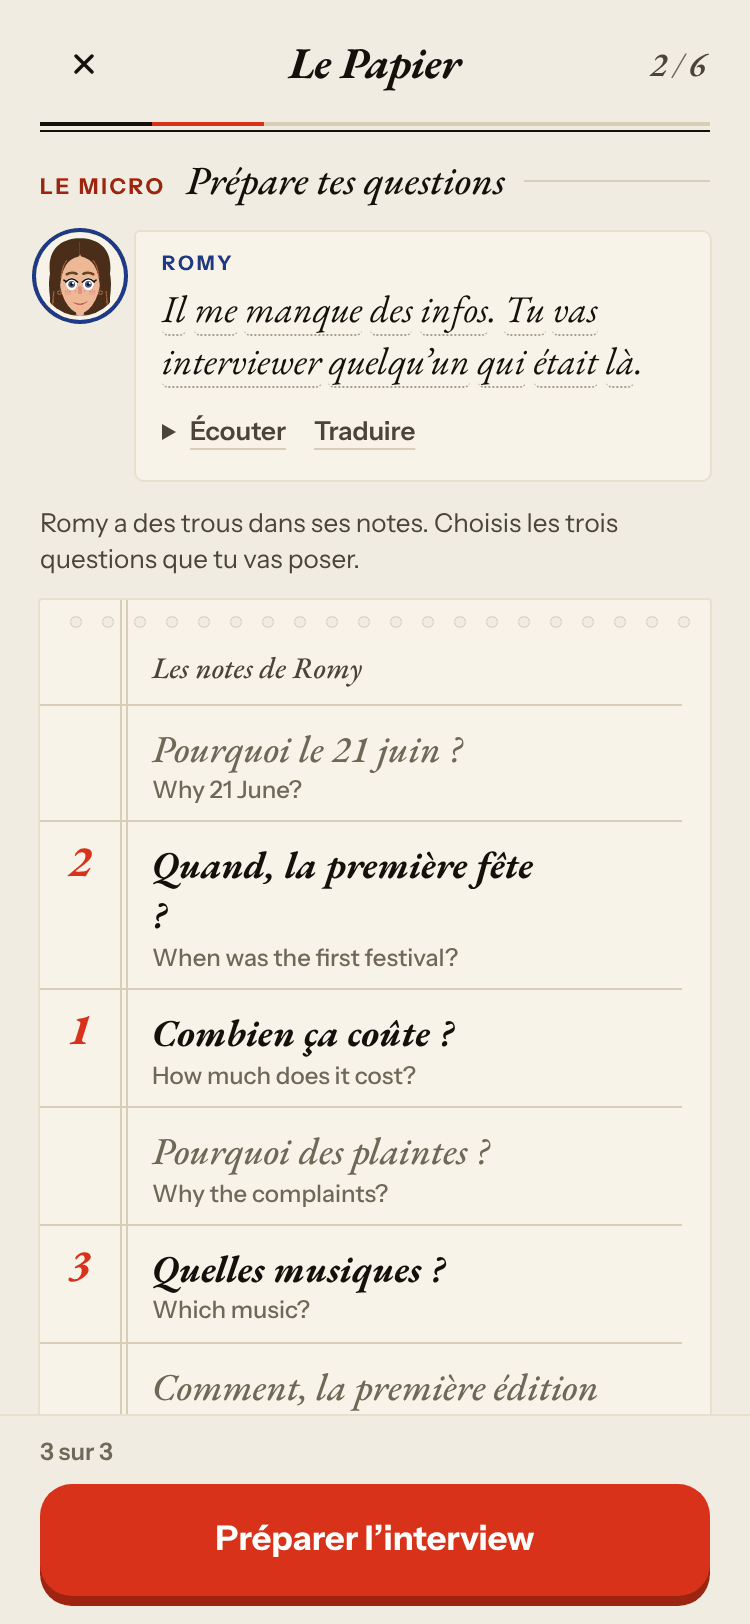 Le Papier
2 / 6
LE MICRO Prépare tes questions
ROMY
Il me manque des infos. Tu vas
interviewer quelqu’un qui était là.
Écouter Traduire
Romy a des trous dans ses notes. Choisis les trois
questions que tu vas poser.
Les notes de Romy
Pourquoi le 21 juin ?
Why 21 June?
2 Quand, la première fête
?
When was the first festival?
1 Combien ça coûte ?
How much does it cost?
Pourquoi des plaintes ?
Why the complaints?
3 Quelles musiques ?
Which music?
Comment, la première édition
3 sur 3
Préparer l’interview